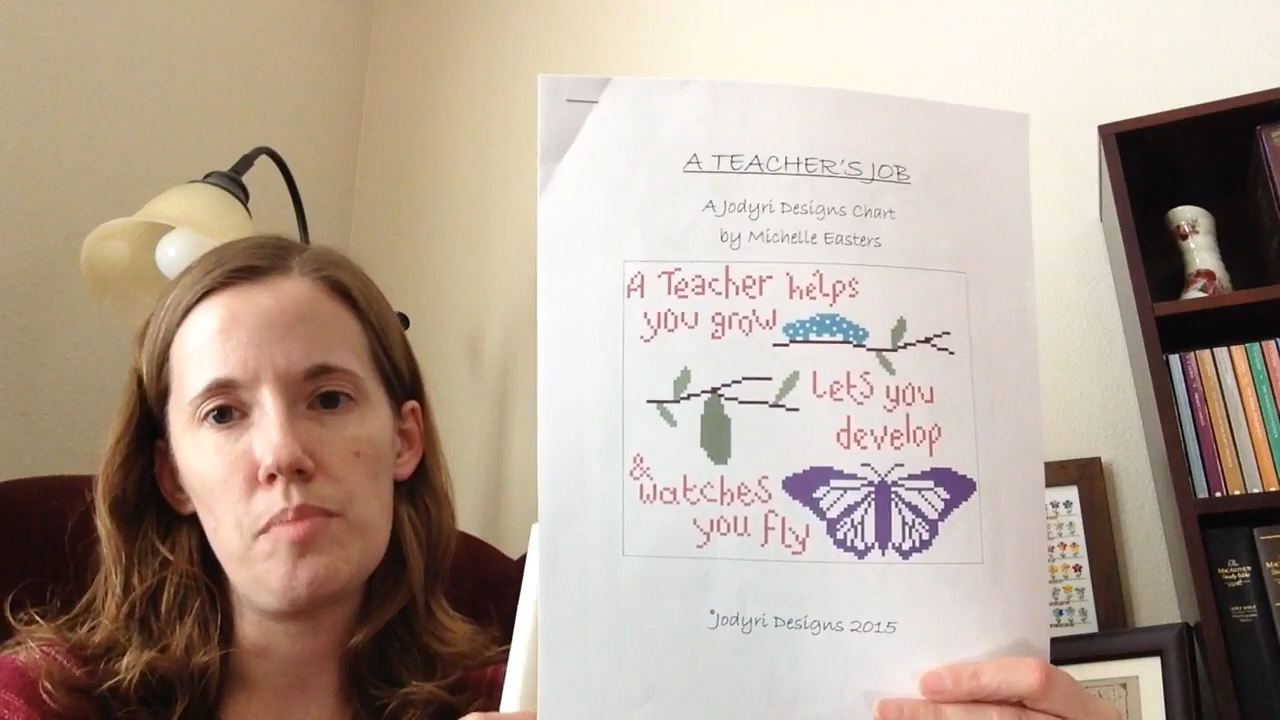 A TEACHER'S JOB
A Jodyri Designs Chart
by Michelle Easters
A Teacher helps
you grow
Lets you
develop
&
watches
you fly
Jodyri Designs 2015